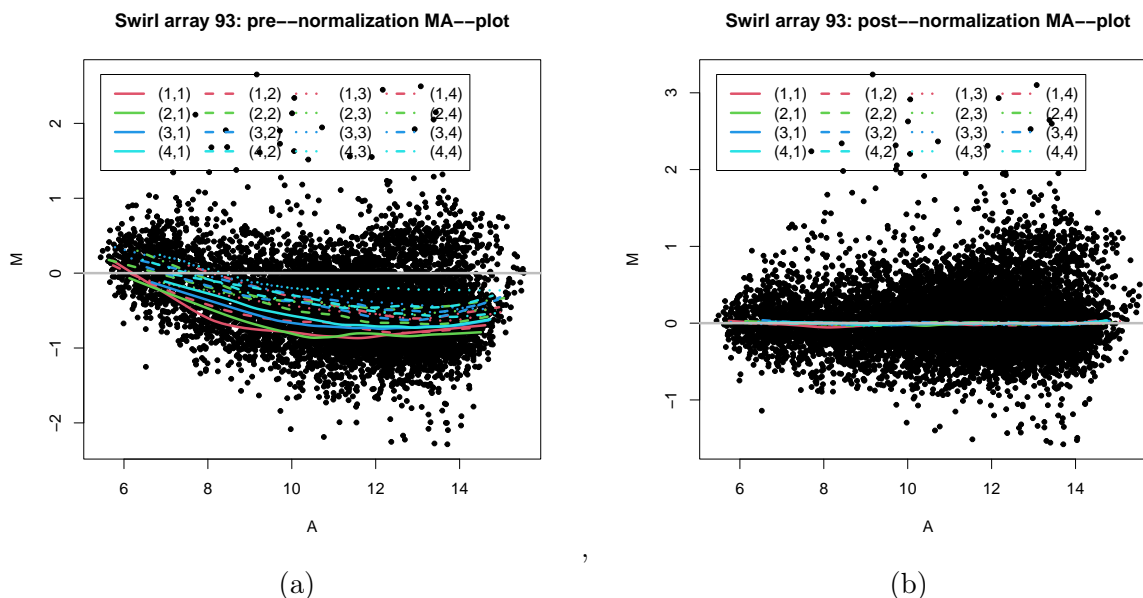 Swirl array 93: pre−−normalization MA−−plot
(1,1) (1,2) (1,3) (1,4)
(2,1) (2,2) (2,3) (2,4)
(3,1) (3,2) (3,3) (3,4)
(4,1) (4,2) (4,3) (4,4)
2
1
0
−1
−2
M
6 8 10 12 14
A
(a)
,
Swirl array 93: post−−normalization MA−−plot
(1,1) (1,2) (1,3) (1,4)
(2,1) (2,2) (2,3) (2,4)
(3,1) (3,2) (3,3) (3,4)
(4,1) (4,2) (4,3) (4,4)
3
2
1
0
−1
M
6 8 10 12 14
A
(b)